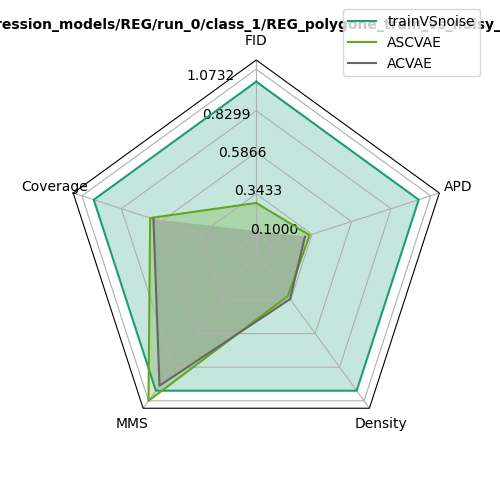 ression_models/REG/run_0/class_1/REG_polygone_train_vs_noisy_
trainVSnoise
ASCVAE
ACVAE
FID
1.0732
0.8299
0.5866
0.3433
0.1000
Coverage
APD
MMS
Density